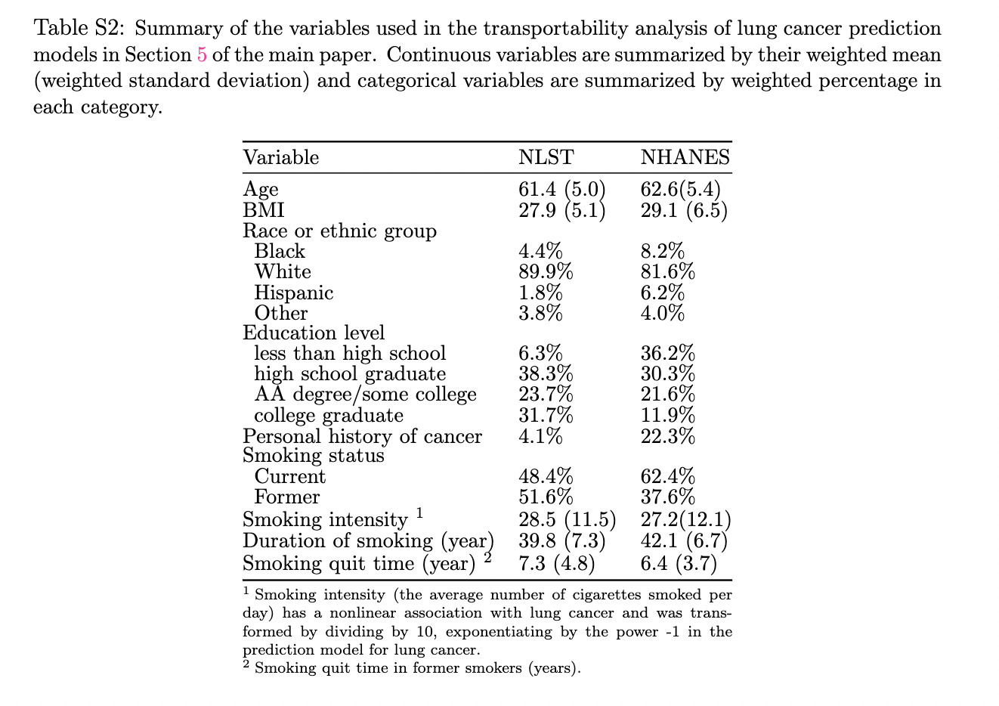 Table S2: Summary of the variables used in the transportability analysis of lung cancer prediction
models in Section 5 of the main paper. Continuous variables are summarized by their weighted mean
(weighted standard deviation) and categorical variables are summarized by weighted percentage in
each category.
Variable NLST NHANES
Age 61.4 (5.0) 62.6(5.4)
BMI 27.9 (5.1) 29.1 (6.5)
Race or ethnic group
Black 4.4% 8.2%
White 89.9% 81.6%
Hispanic 1.8% 6.2%
Other 3.8% 4.0%
Education level
less than high school 6.3% 36.2%
high school graduate 38.3% 30.3%
AA degree/some college 23.7% 21.6%
college graduate 31.7% 11.9%
Personal history of cancer 4.1% 22.3%
Smoking status
Current 48.4% 62.4%
Former 51.6% 37.6%
Smoking intensity 1 28.5 (11.5) 27.2(12.1)
Duration of smoking (year) 39.8 (7.3) 42.1 (6.7)
Smoking quit time (year) 2 7.3 (4.8) 6.4 (3.7)
1 Smoking intensity (the average number of cigarettes smoked per
day) has a nonlinear association with lung cancer and was trans-
formed by dividing by 10, exponentiating by the power -1 in the
prediction model for lung cancer.
2 Smoking quit time in former smokers (years).